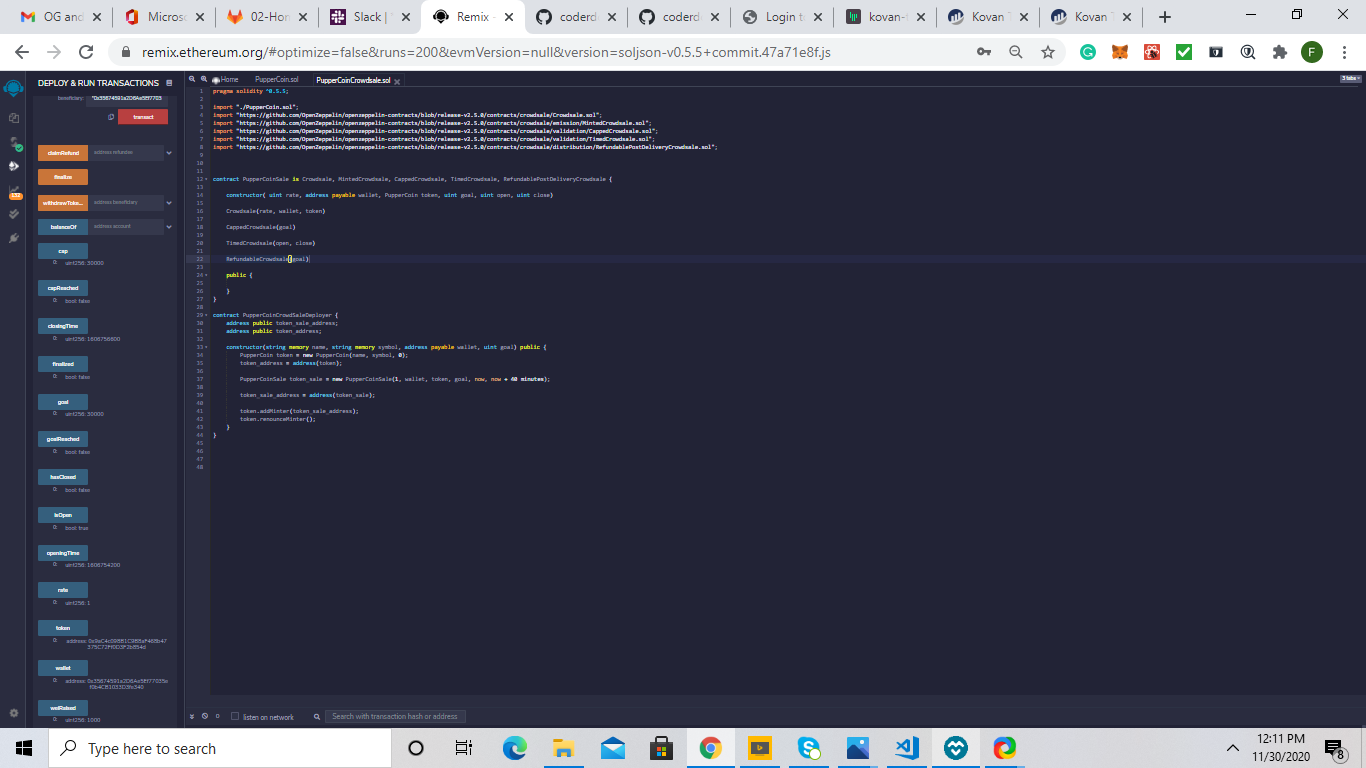 OG and
Microso
02-Hon
Slack |
Remix -
coderd
coderd
Login to
kovan-
Kovan T
Kovan T
remix.ethereum.org/#optimize=false&runs=200&evmVersion=null&version=soljson-v0.5.5+commit.47a71e8f.js
F
DEPLOY & RUN TRANSACTIONS
beneficiary:
transact
claimRefund address refundee
finalize
withdrawToke... address beneficiary
balanceOf address account
cap
0: uint256: 30000
capReached
0: bool: false
closingTime
0: uint256: 1606756600
finalized
0: bool: false
goal
0: uint256: 30000
goalReached
0: bool: false
hasClosed
0: bool: false
isOpen
0: bool: true
openingTime
0: uint256: 1606754200
rate
0: uint256: 1
token
0: address:
wallet
0: address:
weiRaised
0: uint256: 1000
Home PupperCoin.sol PupperCoinCrowdsale.sol
3 tabs
1 pragma solidity ^0.5.5;
2
3 import "./PupperCoin.sol";
4 import "https://github.com/OpenZeppelin/openzeppelin-contracts/blob/release-v2.5.0/contracts/crowdsale/Crowdsale.sol";
5 import "https://github.com/OpenZeppelin/openzeppelin-contracts/blob/release-v2.5.0/contracts/crowdsale/emission/MintedCrowdsale.sol";
6 import "https://github.com/OpenZeppelin/openzeppelin-contracts/blob/release-v2.5.0/contracts/crowdsale/validation/CappedCrowdsale.sol";
7 import "https://github.com/OpenZeppelin/openzeppelin-contracts/blob/release-v2.5.0/contracts/crowdsale/validation/TimedCrowdsale.sol";
8 import "https://github.com/OpenZeppelin/openzeppelin-contracts/blob/release-v2.5.0/contracts/crowdsale/distribution/RefundablePostDeliveryCrowdsale.sol";
9
10
11
12 contract PupperCoinSale is Crowdsale, MintedCrowdsale, CappedCrowdsale, TimedCrowdsale, RefundablePostDeliveryCrowdsale {
13
14 constructor( uint rate, address payable wallet, PupperCoin token, uint goal, uint open, uint close)
15
16 Crowdsale(rate, wallet, token)
17
18 CappedCrowdsale(goal)
19
20 TimedCrowdsale(open, close)
21
22 RefundableCrowdsale(goal)
23
24 public {
25
26 }
27 }
28
29 contract PupperCoinCrowdSaleDeployer {
30 address public token_sale_address;
31 address public token_address;
32
33 constructor(string memory name, string memory symbol, address payable wallet, uint goal) public {
34 PupperCoin token = new PupperCoin(name, symbol, 0);
35 token_address = address(token);
36
37 PupperCoinSale token_sale = new PupperCoinSale(1, wallet, token, goal, now, now + 40 minutes);
38
39 token_sale_address = address(token_sale);
40
41 token.addMinter(token_sale_address);
42 token.renounceMinter();
43 }
44 }
45
46
47
48
0 listen on network Search with transaction hash or address
Type here to search
12:11 PM
11/30/2020
8